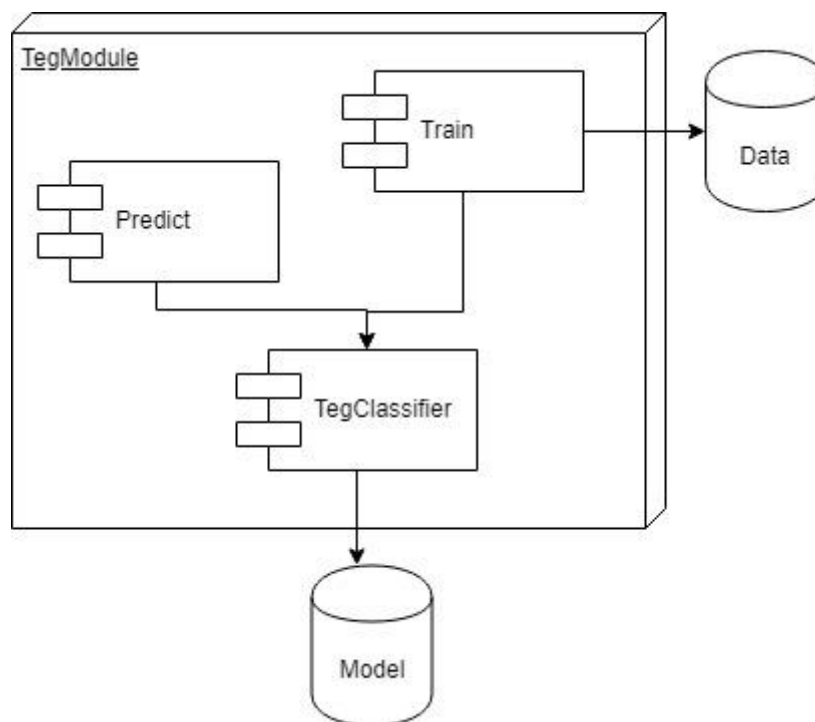 TegModule
Train
Data
Predict
TegClassifier
Model